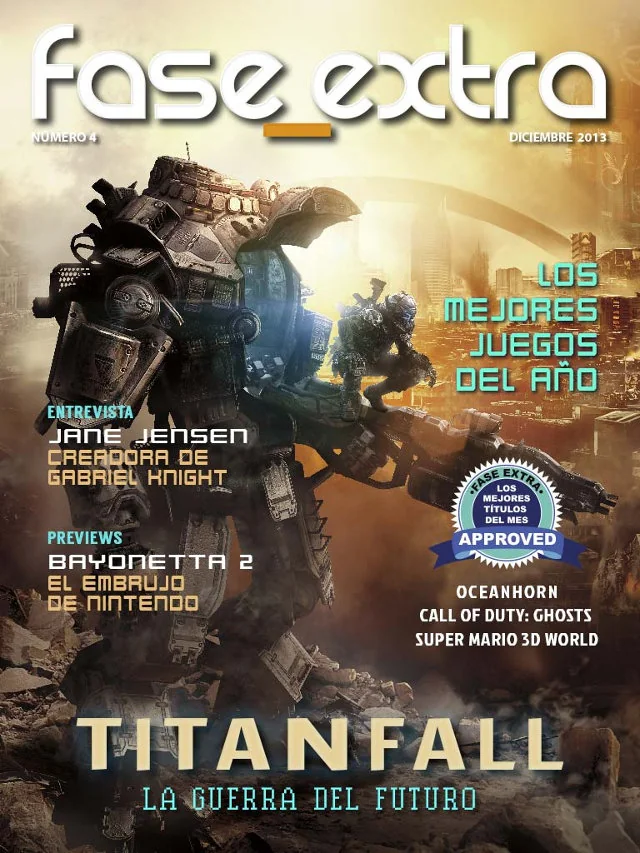 fase_extra
NÚMERO 4
DICIEMBRE 2013
LOS
MEJORES
JUEGOS
DEL AÑO
ENTREVISTA
JANE JENSEN
CREADORA DE
GABRIEL KNIGHT
PREVIEWS
BAYONETTA 2
EL EMBRUJO
DE NINTENDO
•FASE EXTRA•
LOS
MEJORES
TÍTULOS
DEL MES
APPROVED
OCEANHORN
CALL OF DUTY: GHOSTS
SUPER MARIO 3D WORLD
TITANFALL
LA GUERRA DEL FUTURO